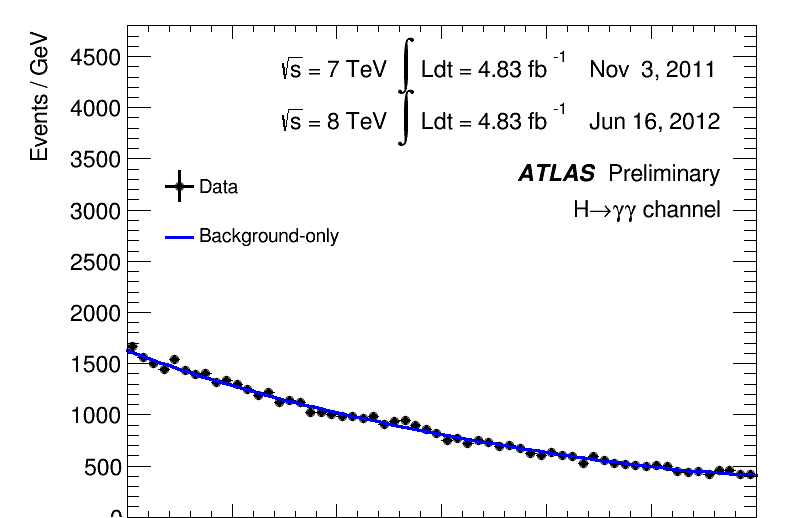 Events / GeV
4500
4000
3500
3000
2500
2000
1500
1000
500
0
√s = 7 TeV ∫ Ldt = 4.83 fb -1 Nov 3, 2011
√s = 8 TeV ∫ Ldt = 4.83 fb -1 Jun 16, 2012
ATLAS Preliminary
H→γγ channel
Data
Background-only